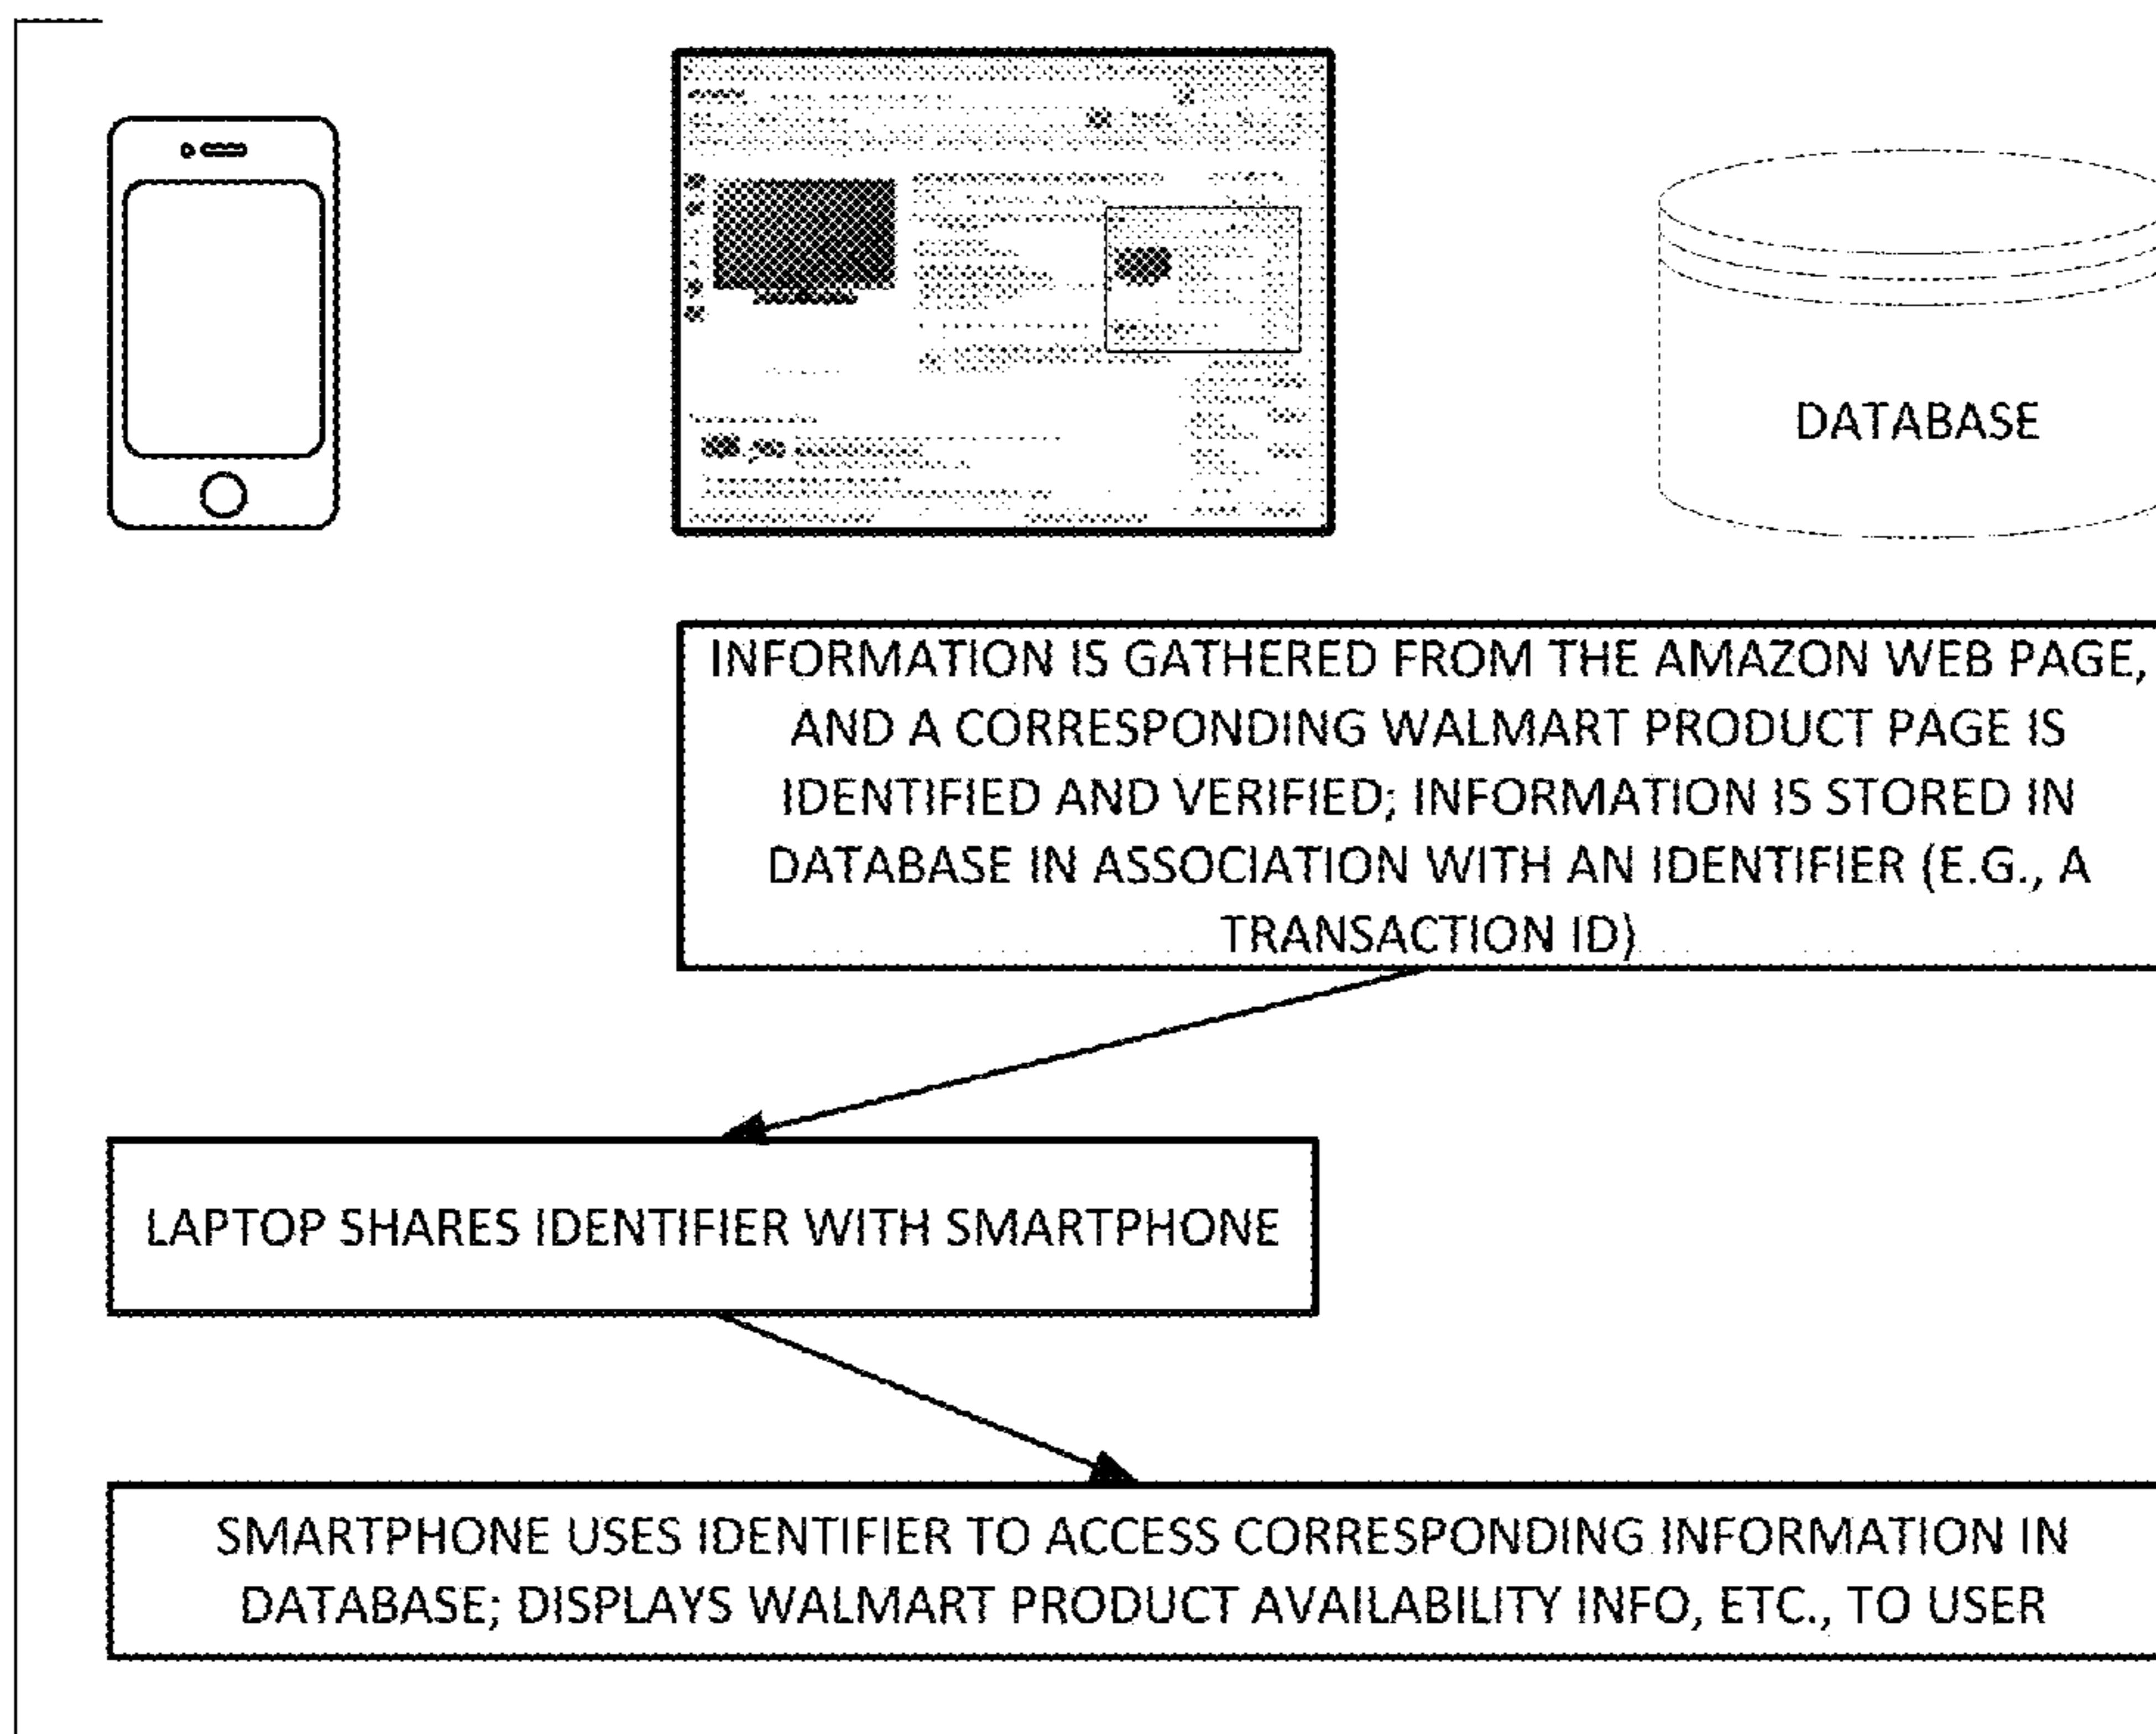 DATABASE
INFORMATION IS GATHERED FROM THE AMAZON WEB PAGE,
AND A CORRESPONDING WALMART PRODUCT PAGE IS
IDENTIFIED AND VERIFIED; INFORMATION IS STORED IN
DATABASE IN ASSOCIATION WITH AN IDENTIFIER (E.G., A
TRANSACTION ID)
LAPTOP SHARES IDENTIFIER WITH SMARTPHONE
SMARTPHONE USES IDENTIFIER TO ACCESS CORRESPONDING INFORMATION IN
DATABASE; DISPLAYS WALMART PRODUCT AVAILABILITY INFO, ETC., TO USER